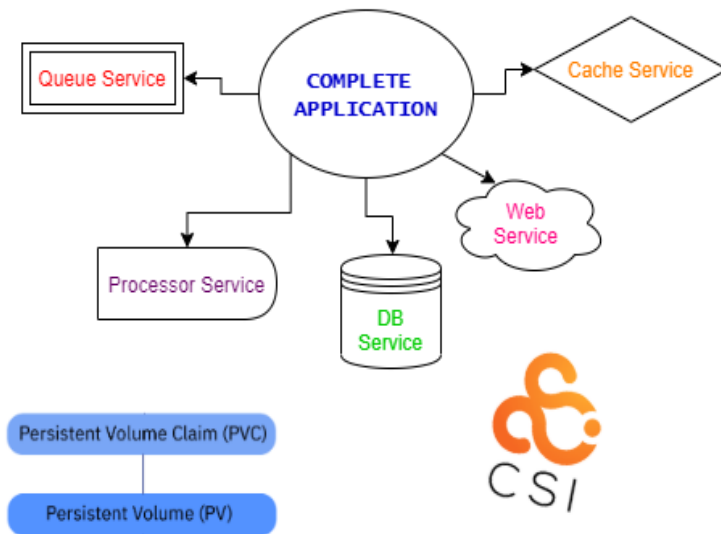 Queue Service
COMPLETE
APPLICATION
Cache Service
Web
Service
Processor Service
DB
Service
Persistent Volume Claim (PVC)
Persistent Volume (PV)
CSI